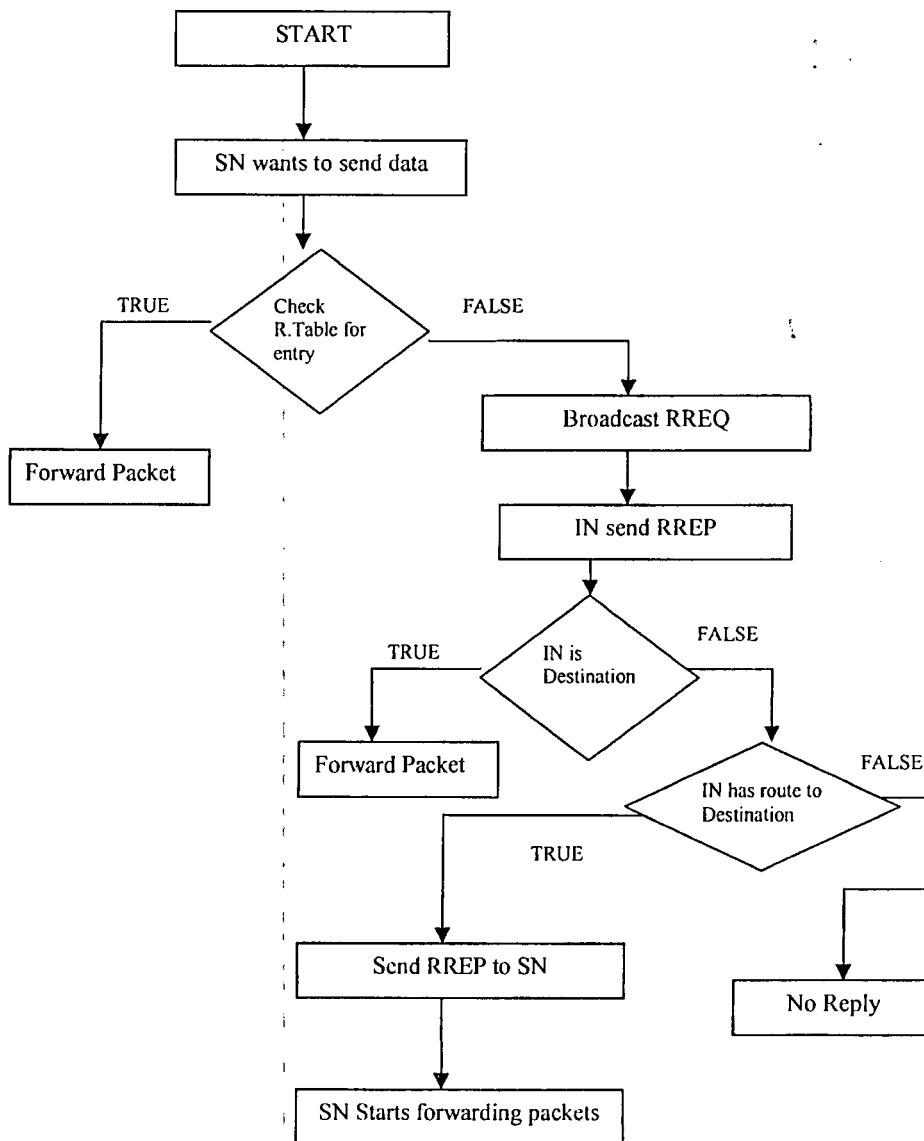 START
SN wants to send data
TRUE
Check
R.Table for
entry
FALSE
Broadcast RREQ
Forward Packet
IN send RREP
TRUE
IN is
Destination
FALSE
Forward Packet
IN has route to
Destination
FALSE
TRUE
Send RREP to SN
No Reply
SN Starts forwarding packets